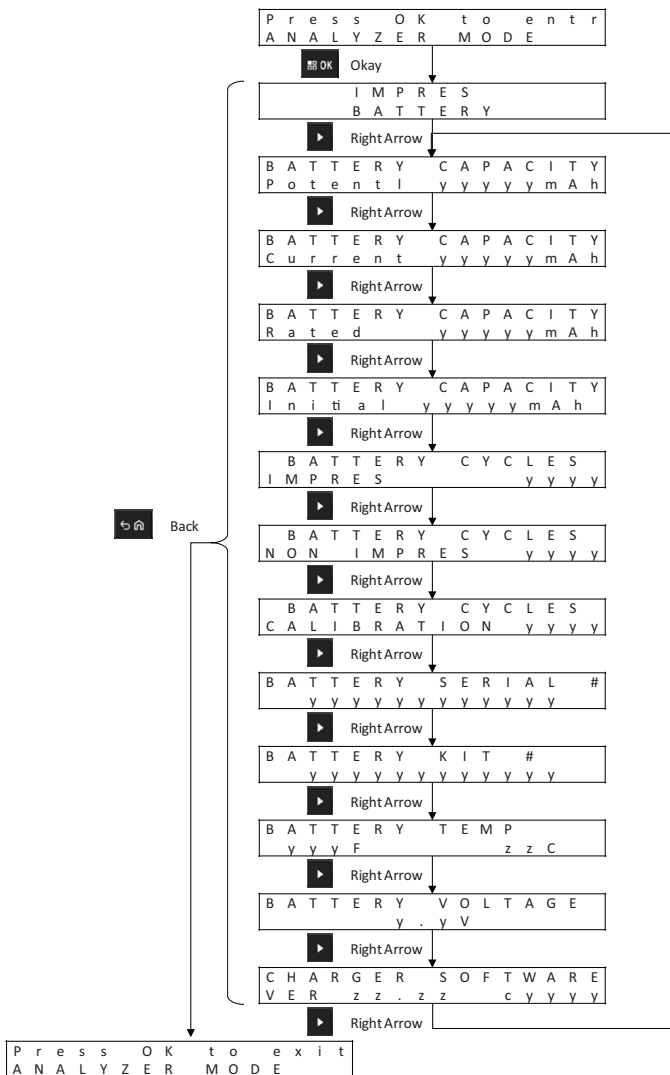 Press OK to entr
ANALYZER MODE
OK Okay
IMPRES
BATTERY
Right Arrow
BATTERY CAPACITY
Potentl yyyyymAh
Right Arrow
BATTERY CAPACITY
Current yyyyymAh
Right Arrow
BATTERY CAPACITY
Rated yyyyymAh
Right Arrow
BATTERY CAPACITY
Initial yyyyymAh
Right Arrow
BATTERY CYCLES
IMPRES yyyy
Right Arrow
Back
BATTERY CYCLES
NON IMPRES yyyy
Right Arrow
BATTERY CYCLES
CALIBRATION yyyy
Right Arrow
BATTERY SERIAL #
yyyyyyyyyyy
Right Arrow
BATTERY KIT #
yyyyyyyyyyy
Right Arrow
BATTERY TEMP
yyyF zzC
Right Arrow
BATTERY VOLTAGE
y.yV
Right Arrow
CHARGER SOFTWARE
VER zz.zz cyyyy
Right Arrow
Press OK to exit
ANALYZER MODE